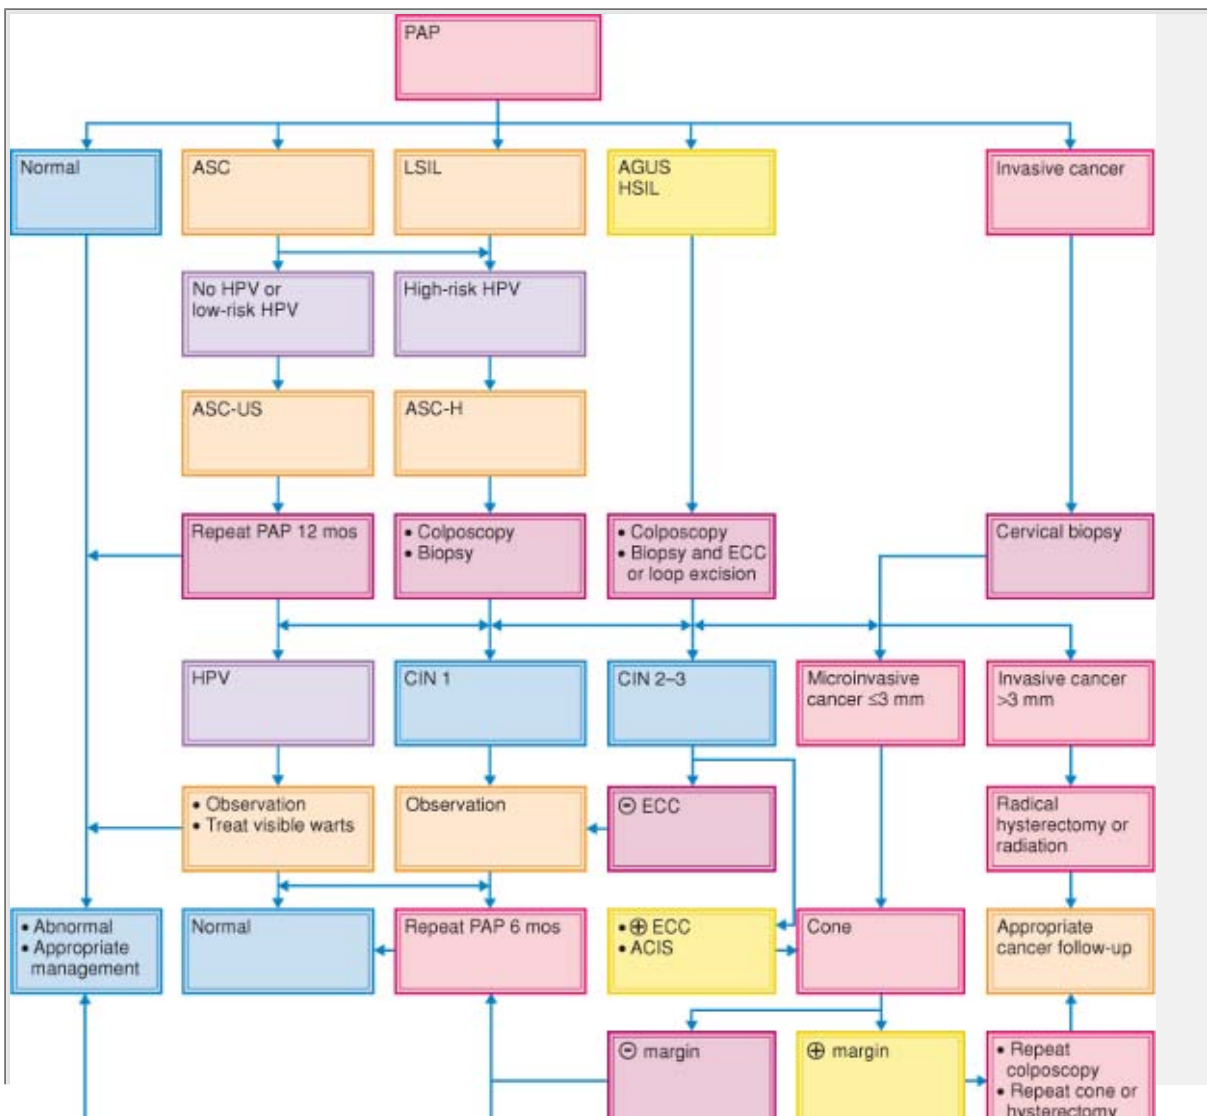 PAP
Normal
ASC
LSIL
AGUS
HSIL
Invasive cancer
No HPV or
low-risk HPV
High-risk HPV
ASC-US
ASC-H
Repeat PAP 12 mos
• Colposcopy
• Biopsy
• Colposcopy
• Biopsy and ECC
or loop excision
Cervical biopsy
HPV
CIN 1
CIN 2–3
Microinvasive
cancer ≤3 mm
Invasive cancer
>3 mm
• Observation
• Treat visible warts
Observation
⊖ ECC
Radical
hysterectomy or
radiation
• Abnormal
• Appropriate
management
Normal
Repeat PAP 6 mos
• ⊕ ECC
• ACIS
Cone
Appropriate
cancer follow-up
⊖ margin
⊕ margin
• Repeat
colposcopy
• Repeat cone or
hysterectomy